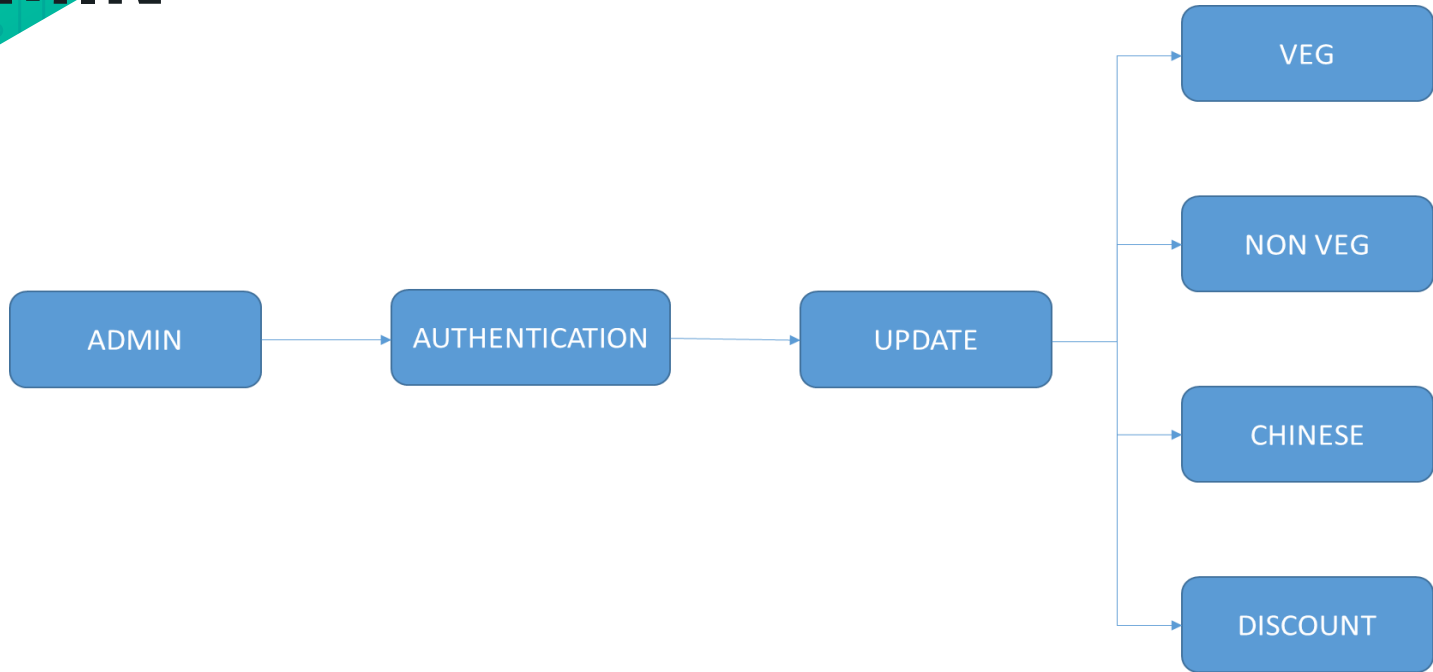 ADMIN
AUTHENTICATION
UPDATE
VEG
NON VEG
CHINESE
DISCOUNT